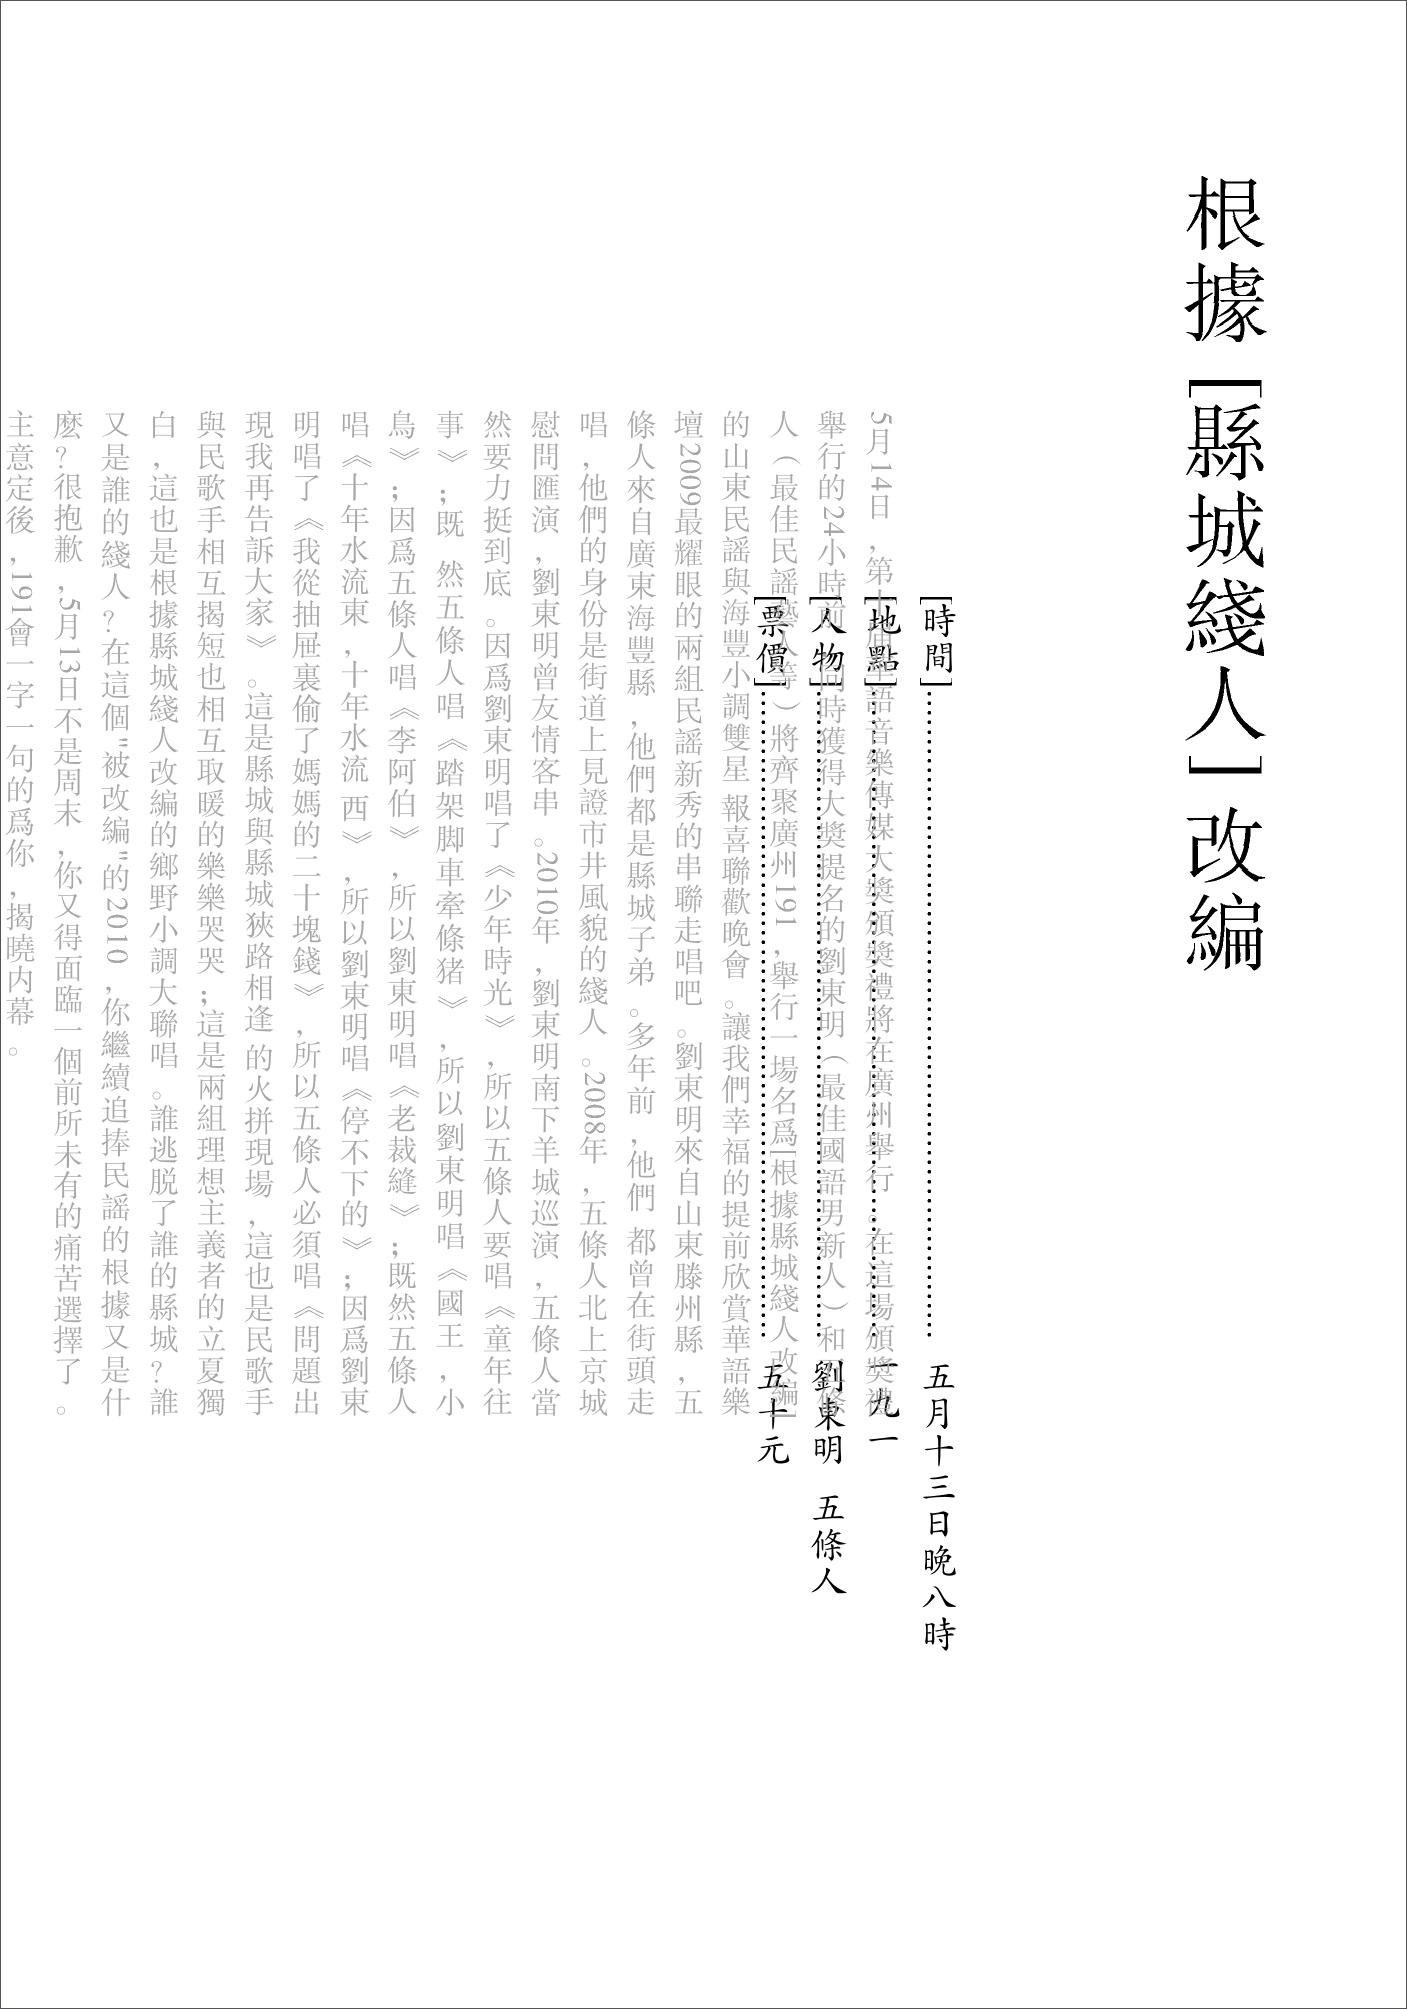 根據[縣城綫人]改編
[時間]………五月十三日晚八時
[地點]………一九一
[人物]………劉東明 五條人
[票價]………五十元
5月14日,第十屆華語音樂傳媒大獎頒獎禮將在廣州舉行。在這場頒獎禮
舉行的24小時前,同時獲得大獎提名的劉東明(最佳國語男新人)和五條
人(最佳民謠藝人等)將齊聚廣州191,舉行一場名爲[根據縣城綫人改編]
的山東民謠與海豐小調雙星 報喜聯歡晚會。讓我們幸福的提前欣賞華語樂
壇2009最耀眼的兩組民謠新秀的串聯走唱吧。劉東明來自山東滕州縣,五
條人來自廣東海豐縣,他們都是縣城子弟。多年前,他們 都曾在街頭走
唱,他們的身份是街道上見證市井風貌的綫人。2008年,五條人北上京城
慰問匯演,劉東明曾友情客串。2010年,劉東明南下羊城巡演,五條人當
然要力挺到底。因爲劉東明唱了《少年時光》,所以五條人要唱《童年往
事》;既 然五條人唱《踏架脚車牽條猪》,所以劉東明唱《國王,小
鳥》;因爲五條人唱《李阿伯》,所以劉東明唱《老裁縫》;既然五條人
唱《十年水流東,十年水流 西》,所以劉東明唱《停不下的》;因爲劉東
明唱了《我從抽屜裏偷了媽媽的二十塊錢》,所以五條人必須唱《問題出
現我再告訴大家》。這是縣城與縣城狹路相逢 的火拼現場,這也是民歌手
與民歌手相互揭短也相互取暖的樂樂哭哭;這是兩組理想主義者的立夏獨
白,這也是根據縣城綫人改編的鄉野小調大聯唱。誰逃脱了誰的縣城?誰
又是誰的綫人?在這個"被改編"的2010,你繼續追捧民謠的根據又是什
麽?很抱歉,5月13日不是周末,你又得面臨一個前所未有的痛苦選擇了。
主意定後,191會一字一句的爲你,揭曉内幕。